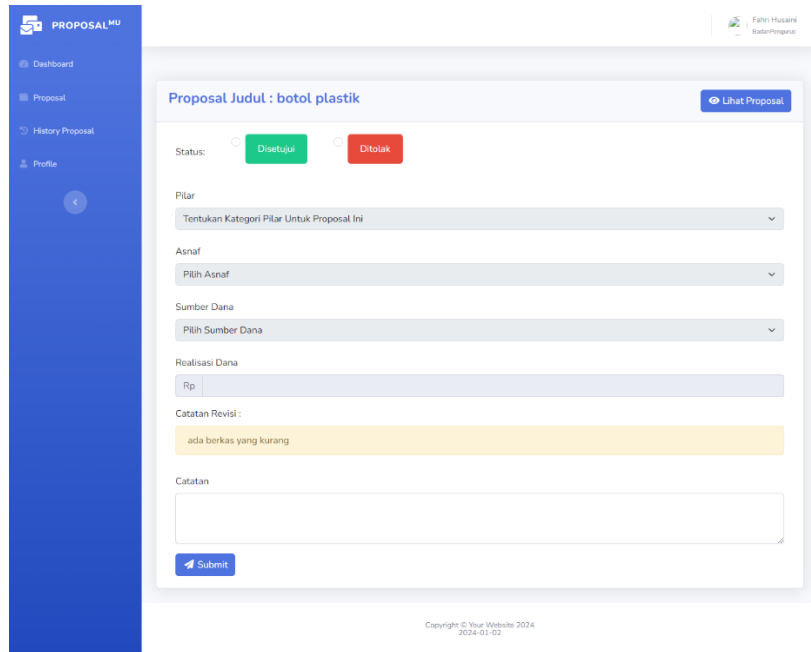 PROPOSAL MU
Fahri Husaini
BadanPengurus
Dashboard
Proposal
History Proposal
Profile
Proposal Judul : botol plastik
Lihat Proposal
Status:
Disetujui
Ditolak
Pilar
Tentukan Kategori Pilar Untuk Proposal Ini
Asnaf
Pilih Asnaf
Sumber Dana
Pilih Sumber Dana
Realisasi Dana
Rp
Catatan Revisi :
ada berkas yang kurang
Catatan
Submit
Copyright © Your Website 2024
2024-01-02